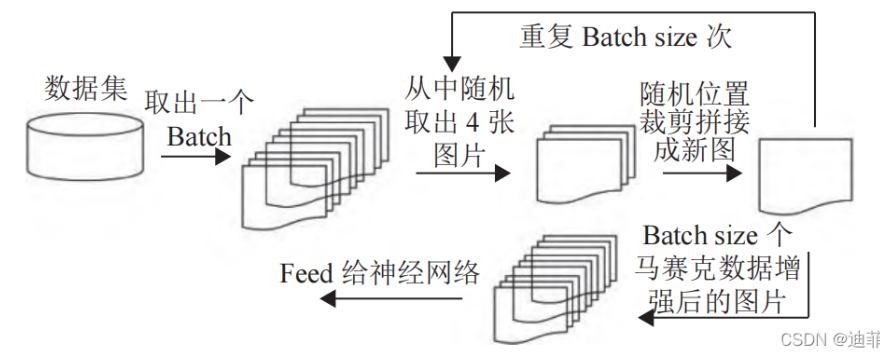 重复 Batch size 次
数据集
取出一个
Batch
从中随机
取出 4 张
图片
随机位置
裁剪拼接
成新图
Batch size 个
马赛克数据增
强后的图片
Feed 给神经网络
CSDN @迪菲